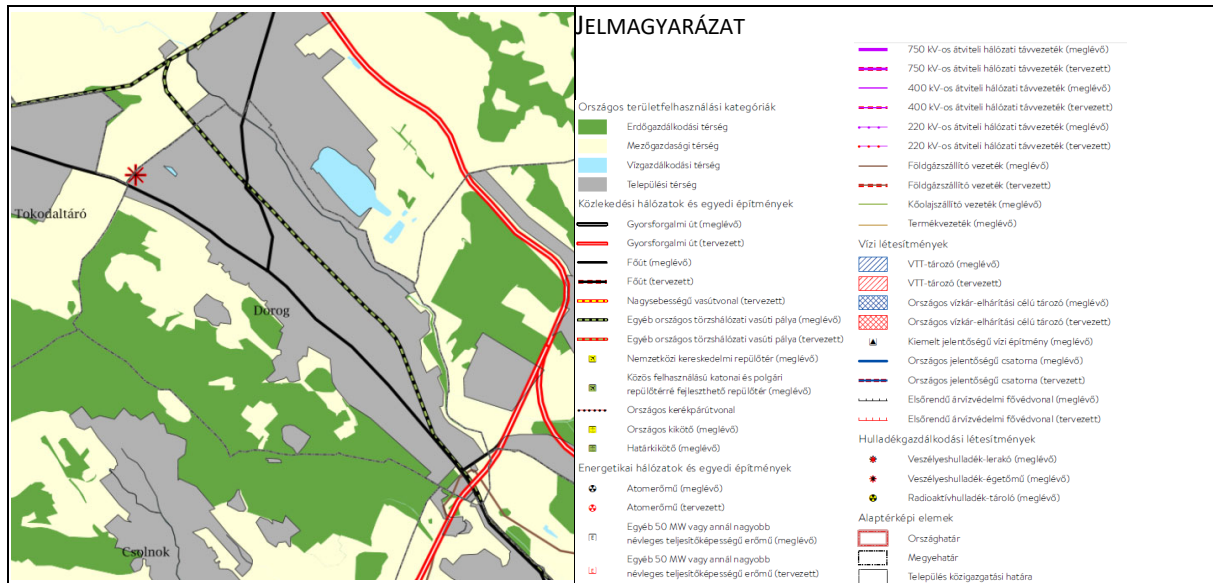 Tokodaltáró
Dorog
Csolnok
JELMAGYARÁZAT
Országos területfelhasználási kategóriák
Erdőgazdálkodási térség
Mezőgazdasági térség
Vízgazdálkodási térség
Települési térség
Közlekedési hálózatok és egyedi építmények
Gyorsforgalmi út (meglévő)
Gyorsforgalmi út (tervezett)
Főút (meglévő)
Főút (tervezett)
Nagysebességű vasútvonal (tervezett)
Egyéb országos törzshálózati vasúti pálya (meglévő)
Egyéb országos törzshálózati vasúti pálya (tervezett)
Nemzetközi kereskedelmi repülőtér (meglévő)
Közös felhasználású katonai és polgári
repülőtérré fejleszthető repülőtér (meglévő)
Országos kerékpárútvonal
Országos kikötő (meglévő)
Határkikötő (meglévő)
Energetikai hálózatok és egyedi építmények
Atomerőmű (meglévő)
Atomerőmű (tervezett)
Egyéb 50 MW vagy annál nagyobb
névleges teljesítőképességű erőmű (meglévő)
Egyéb 50 MW vagy annál nagyobb
névleges teljesítőképességű erőmű (tervezett)
750 kV-os átviteli hálózati távvezeték (meglévő)
750 kV-os átviteli hálózati távvezeték (tervezett)
400 kV-os átviteli hálózati távvezeték (meglévő)
400 kV-os átviteli hálózati távvezeték (tervezett)
220 kV-os átviteli hálózati távvezeték (meglévő)
220 kV-os átviteli hálózati távvezeték (tervezett)
Földgázszállító vezeték (meglévő)
Földgázszállító vezeték (tervezett)
Kőolajszállító vezeték (meglévő)
Termékvezeték (meglévő)
Vízi létesítmények
VTT-tározó (meglévő)
VTT-tározó (tervezett)
Országos vízkár-elhárítási célú tározó (meglévő)
Országos vízkár-elhárítási célú tározó (tervezett)
Kiemelt jelentőségű vízi építmény (meglévő)
Országos jelentőségű csatorna (meglévő)
Országos jelentőségű csatorna (tervezett)
Elsőrendű árvízvédelmi fővédvonal (meglévő)
Elsőrendű árvízvédelmi fővédvonal (tervezett)
Hulladékgazdálkodási létesítmények
Veszélyeshulladék-lerakó (meglévő)
Veszélyeshulladék-égetőmű (meglévő)
Radioaktívhulladék-tároló (meglévő)
Alaptérképi elemek
Országhatár
Megyehatár
Település közigazgatási határa